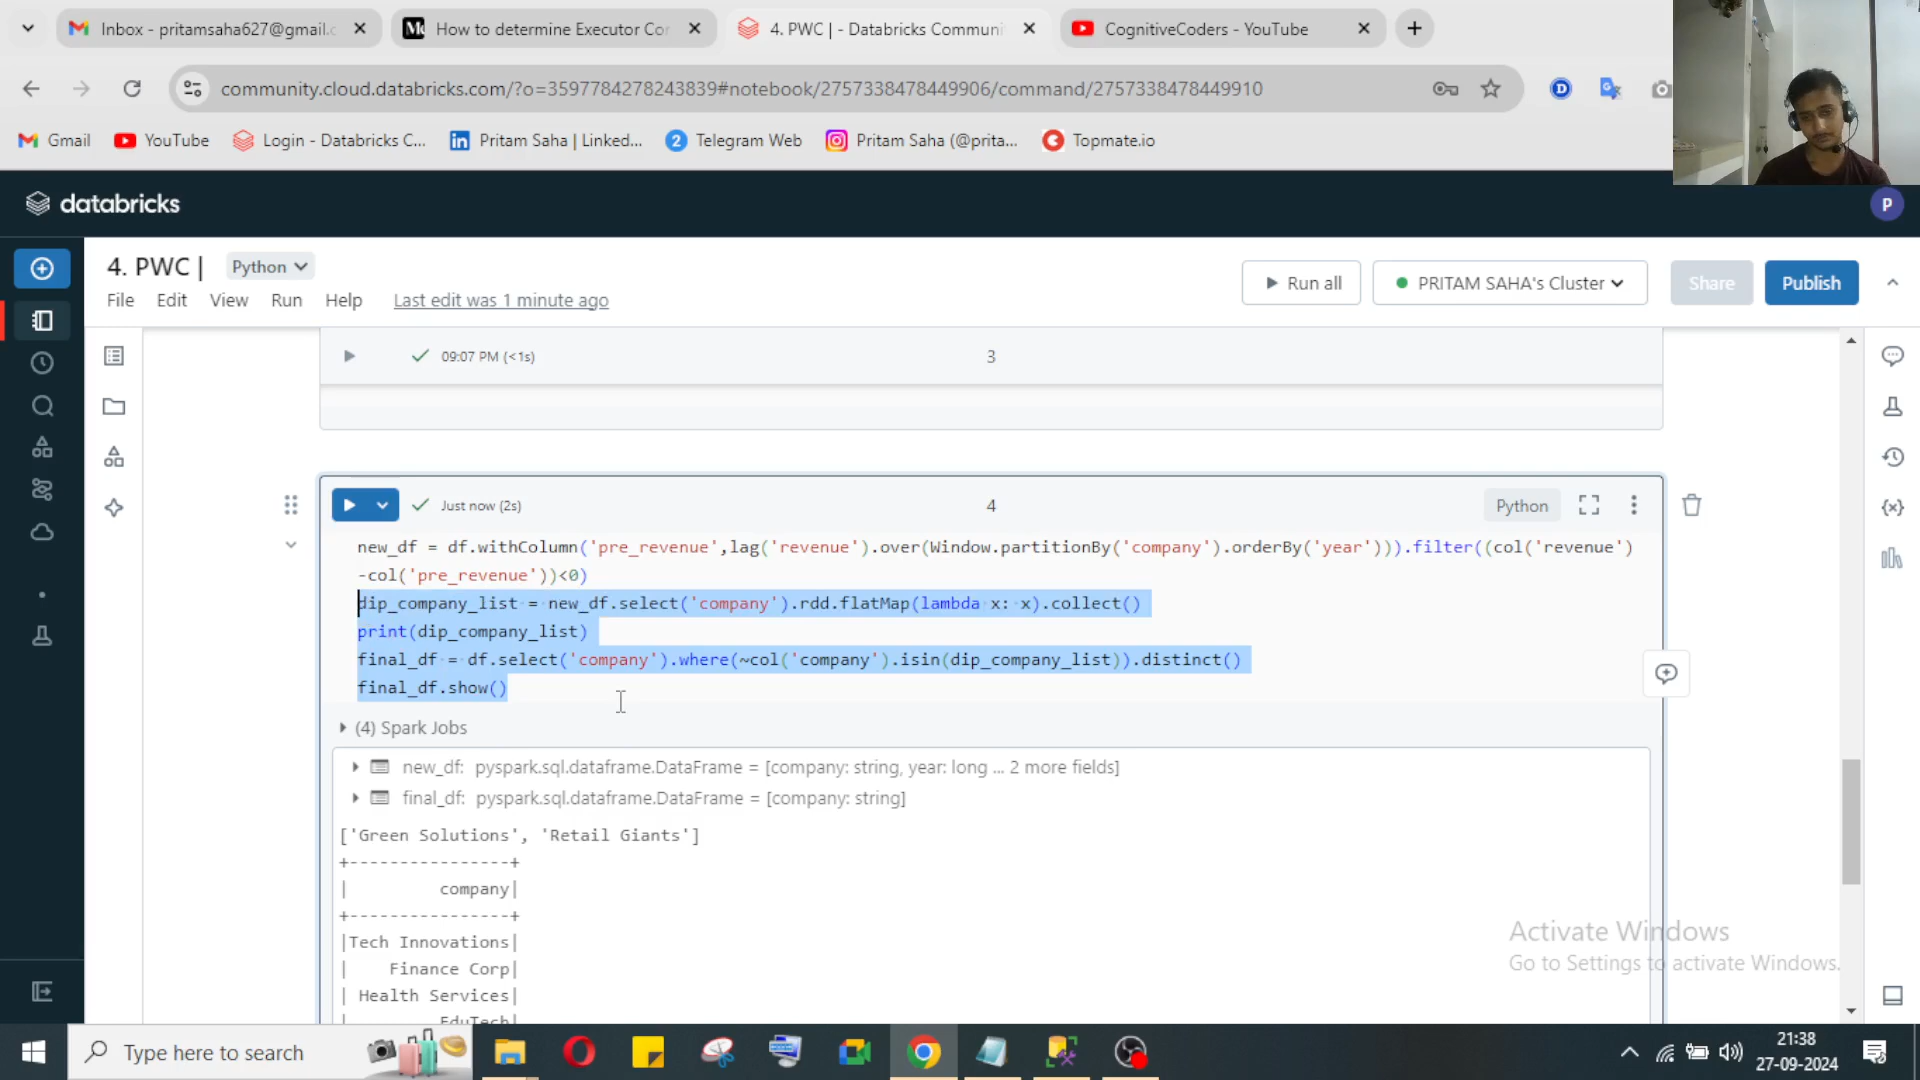 Inbox - pritamsaha627@gmail.c
How to determine Executor Cor
4. PWC | - Databricks Communi
CognitiveCoders - YouTube
community.cloud.databricks.com/?o=3597784278243839#notebook/2757338478449906/command/2757338478449910
Gmail
YouTube
Login - Databricks C...
Pritam Saha | Linked...
2 Telegram Web
Pritam Saha (@prita...
Topmate.io
databricks
P
4. PWC |
Python
File Edit View Run Help Last edit was 1 minute ago
Run all
PRITAM SAHA's Cluster
Share
Publish
09:07 PM (<1s)
3
Just now (2s)
4
Python
new_df = df.withColumn('pre_revenue',lag('revenue').over(Window.partitionBy('company').orderBy('year'))).filter((col('revenue')
-col('pre_revenue'))<0)
dip_company_list = new_df.select('company').rdd.flatMap(lambda x: x).collect()
print(dip_company_list)
final_df = df.select('company').where(~col('company').isin(dip_company_list)).distinct()
final_df.show()
(4) Spark Jobs
new_df: pyspark.sql.dataframe.DataFrame = [company: string, year: long ... 2 more fields]
final_df: pyspark.sql.dataframe.DataFrame = [company: string]
['Green Solutions', 'Retail Giants']
+----------------+
|         company|
+----------------+
|Tech Innovations|
|    Finance Corp|
| Health Services|
|         EduTech|
Activate Windows
Go to Settings to activate Windows.
Type here to search
21:38
27-09-2024